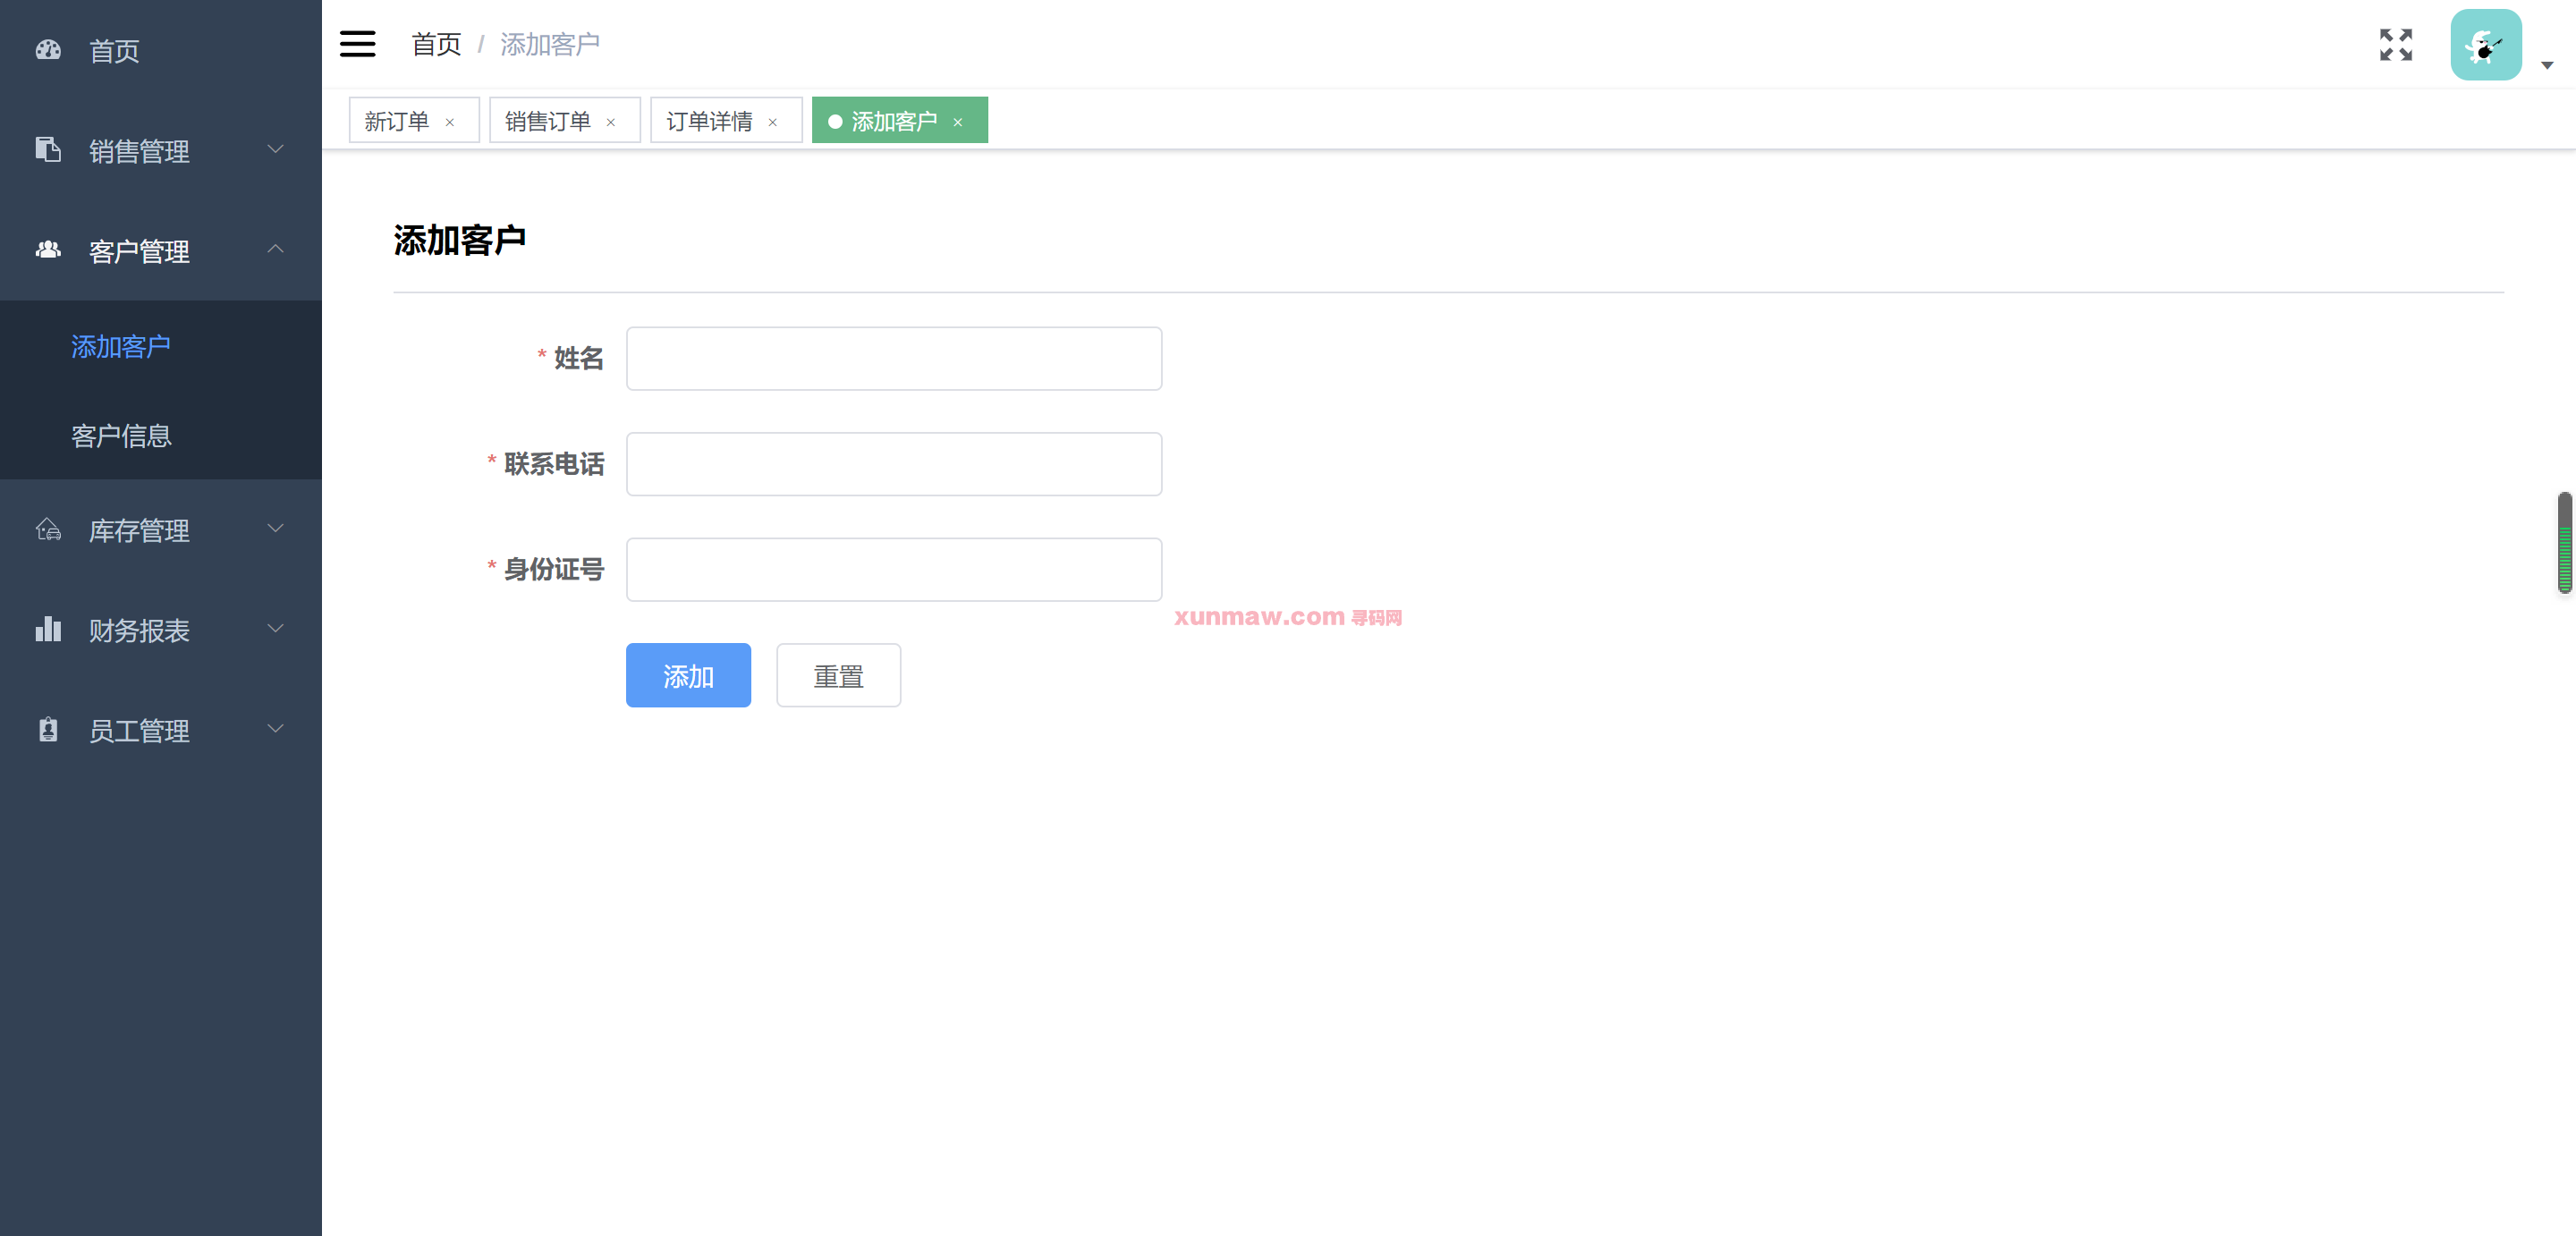 首页
销售管理
客户管理
添加客户
客户信息
库存管理
财务报表
员工管理
首页 / 添加客户
新订单 × 销售订单 × 订单详情 × 添加客户 ×
添加客户
* 姓名
* 联系电话
* 身份证号
xunmaw.com 寻码网
添加 重置